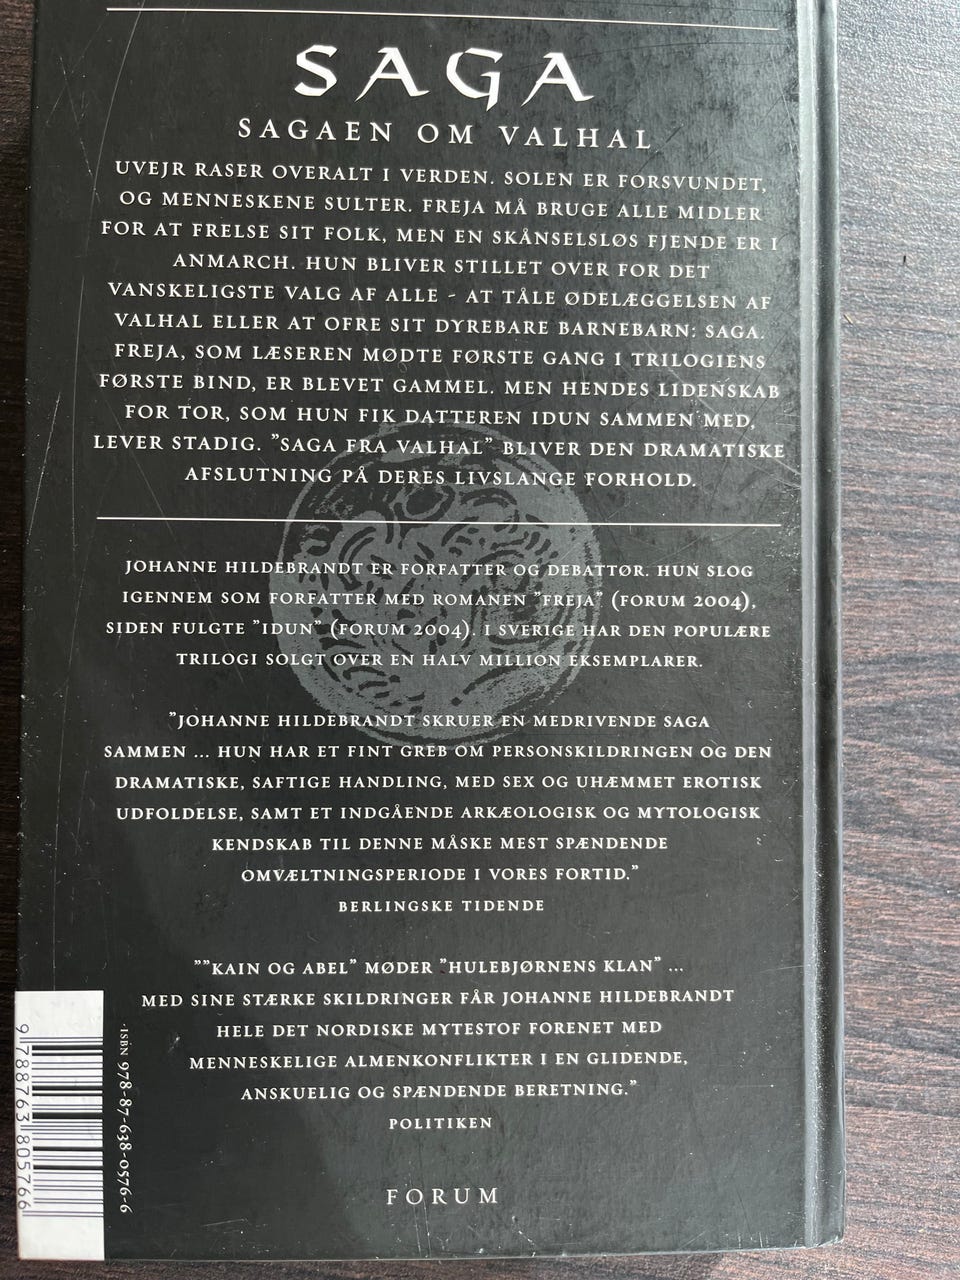 SAGA
SAGAEN OM VALHAL
UVEJR RASER OVERALT I VERDEN. SOLEN ER FORSVUNDET,
OG MENNESKENE SULTER. FREJA MÅ BRUGE ALLE MIDLER
FOR AT FRELSE SIT FOLK, MEN EN SKÅNSELSLØS FJENDE ER I
ANMARCH. HUN BLIVER STILLET OVER FOR DET
VANSKELIGSTE VALG AF ALLE - AT TÅLE ØDELÆGGELSEN AF
VALHAL ELLER AT OFRE SIT DYREBARE BARNEBARN: SAGA.
FREJA, SOM LÆSEREN MØDTE FØRSTE GANG I TRILOGIENS
FØRSTE BIND, ER BLEVET GAMMEL. MEN HENDES LIDENSKAB
FOR TOR, SOM HUN FIK DATTEREN IDUN SAMMEN MED,
LEVER STADIG. ”SAGA FRA VALHAL” BLIVER DEN DRAMATISKE
AFSLUTNING PÅ DERES LIVSLANGE FORHOLD.
JOHANNE HILDEBRANDT ER FORFATTER OG DEBATTØR. HUN SLOG
IGENNEM SOM FORFATTER MED ROMANEN ”FREJA” (FORUM 2004),
SIDEN FULGTE ”IDUN” (FORUM 2004). I SVERIGE HAR DEN POPULÆRE
TRILOGI SOLGT OVER EN HALV MILLION EKSEMPLARER.
”JOHANNE HILDEBRANDT SKRUER EN MEDRIVENDE SAGA
SAMMEN ... HUN HAR ET FINT GREB OM PERSONSKILDRINGEN OG DEN
DRAMATISKE, SAFTIGE HANDLING, MED SEX OG UHÆMMET EROTISK
UDFOLDELSE, SAMT ET INDGÅENDE ARKÆOLOGISK OG MYTOLOGISK
KENDSKAB TIL DENNE MÅSKE MEST SPÆNDENDE
OMVÆLTNINGSPERIODE I VORES FORTID.”
BERLINGSKE TIDENDE
””KAIN OG ABEL” MØDER ”HULEBJØRNENS KLAN” ...
MED SINE STÆRKE SKILDRINGER FÅR JOHANNE HILDEBRANDT
HELE DET NORDISKE MYTESTOF FORENET MED
MENNESKELIGE ALMENKONFLIKTER I EN GLIDENDE,
ANSKUELIG OG SPÆNDENDE BERETNING.”
POLITIKEN
FORUM
ISBN 978-87-638-0576-6
9 788763 805766